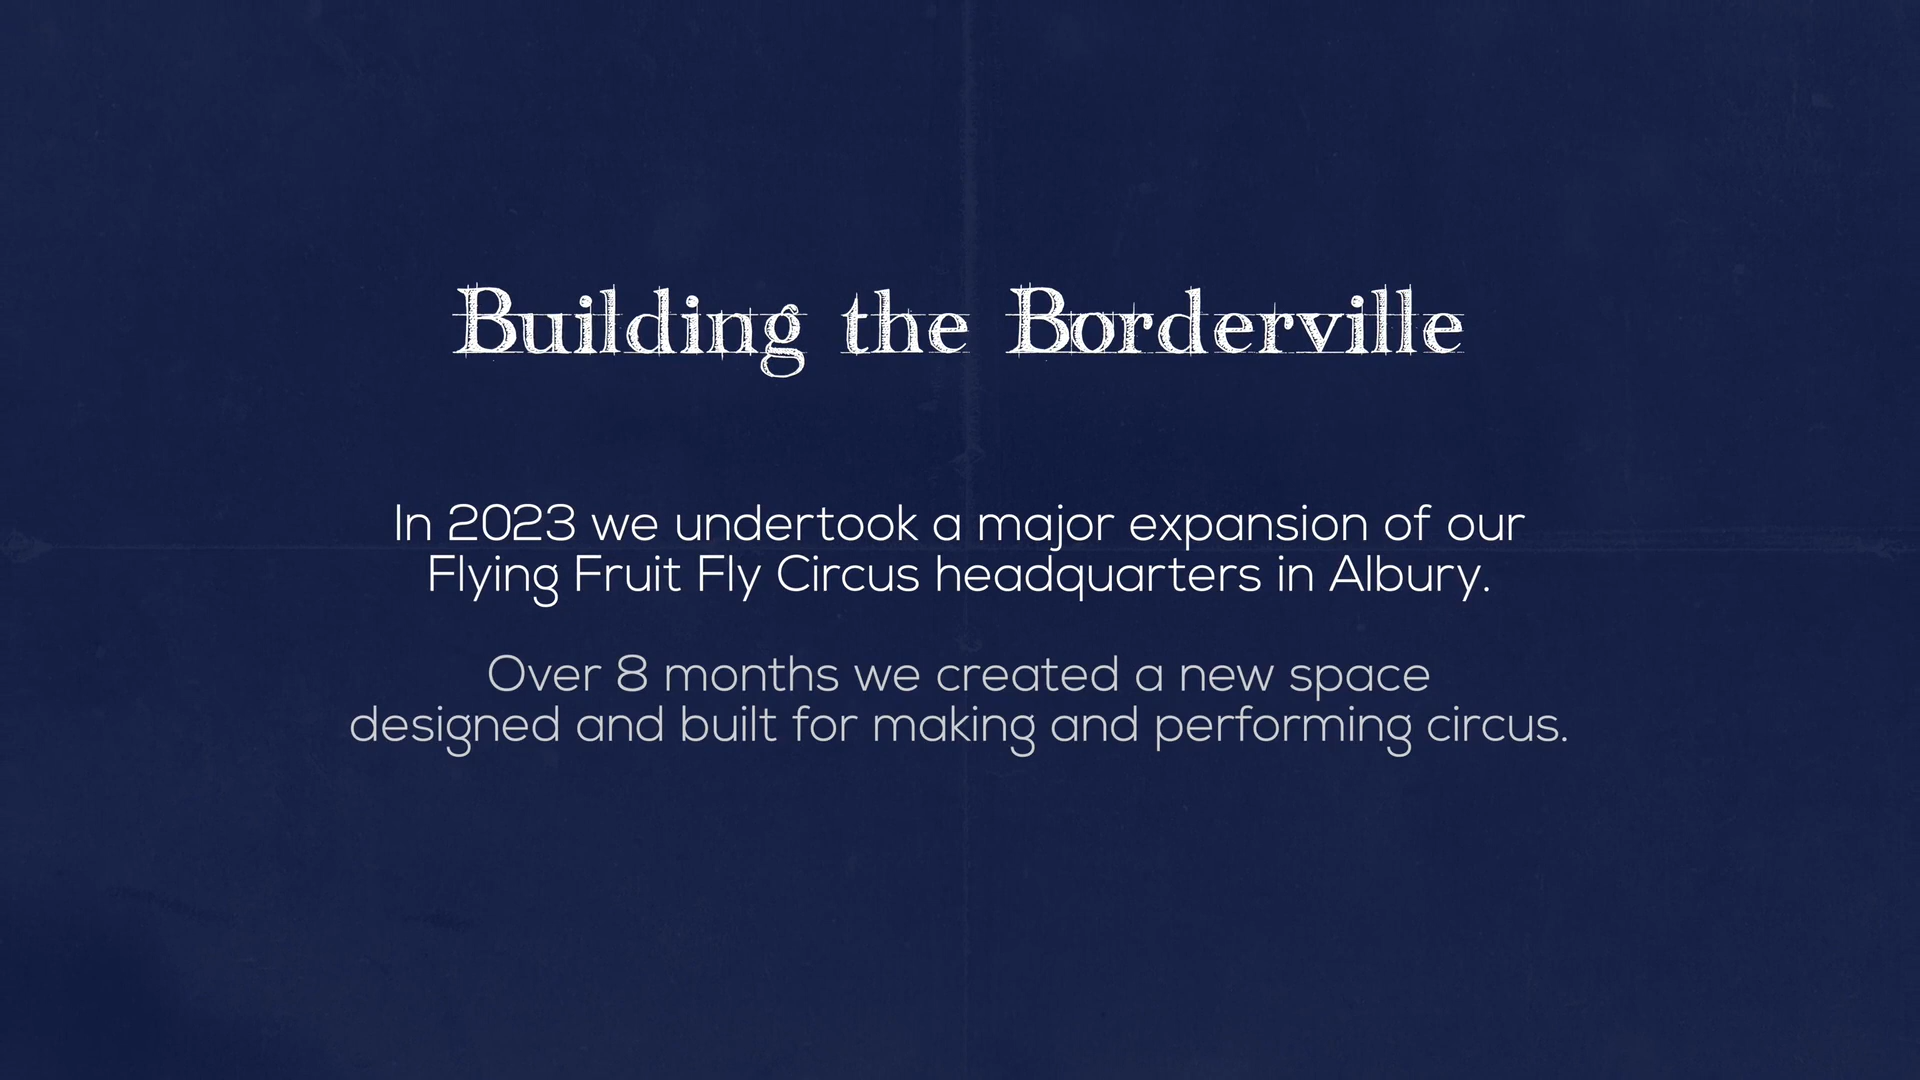 Building the Borderville
In 2023 we undertook a major expansion of our
Flying Fruit Fly Circus headquarters in Albury.
Over 8 months we created a new space
designed and built for making and performing circus.